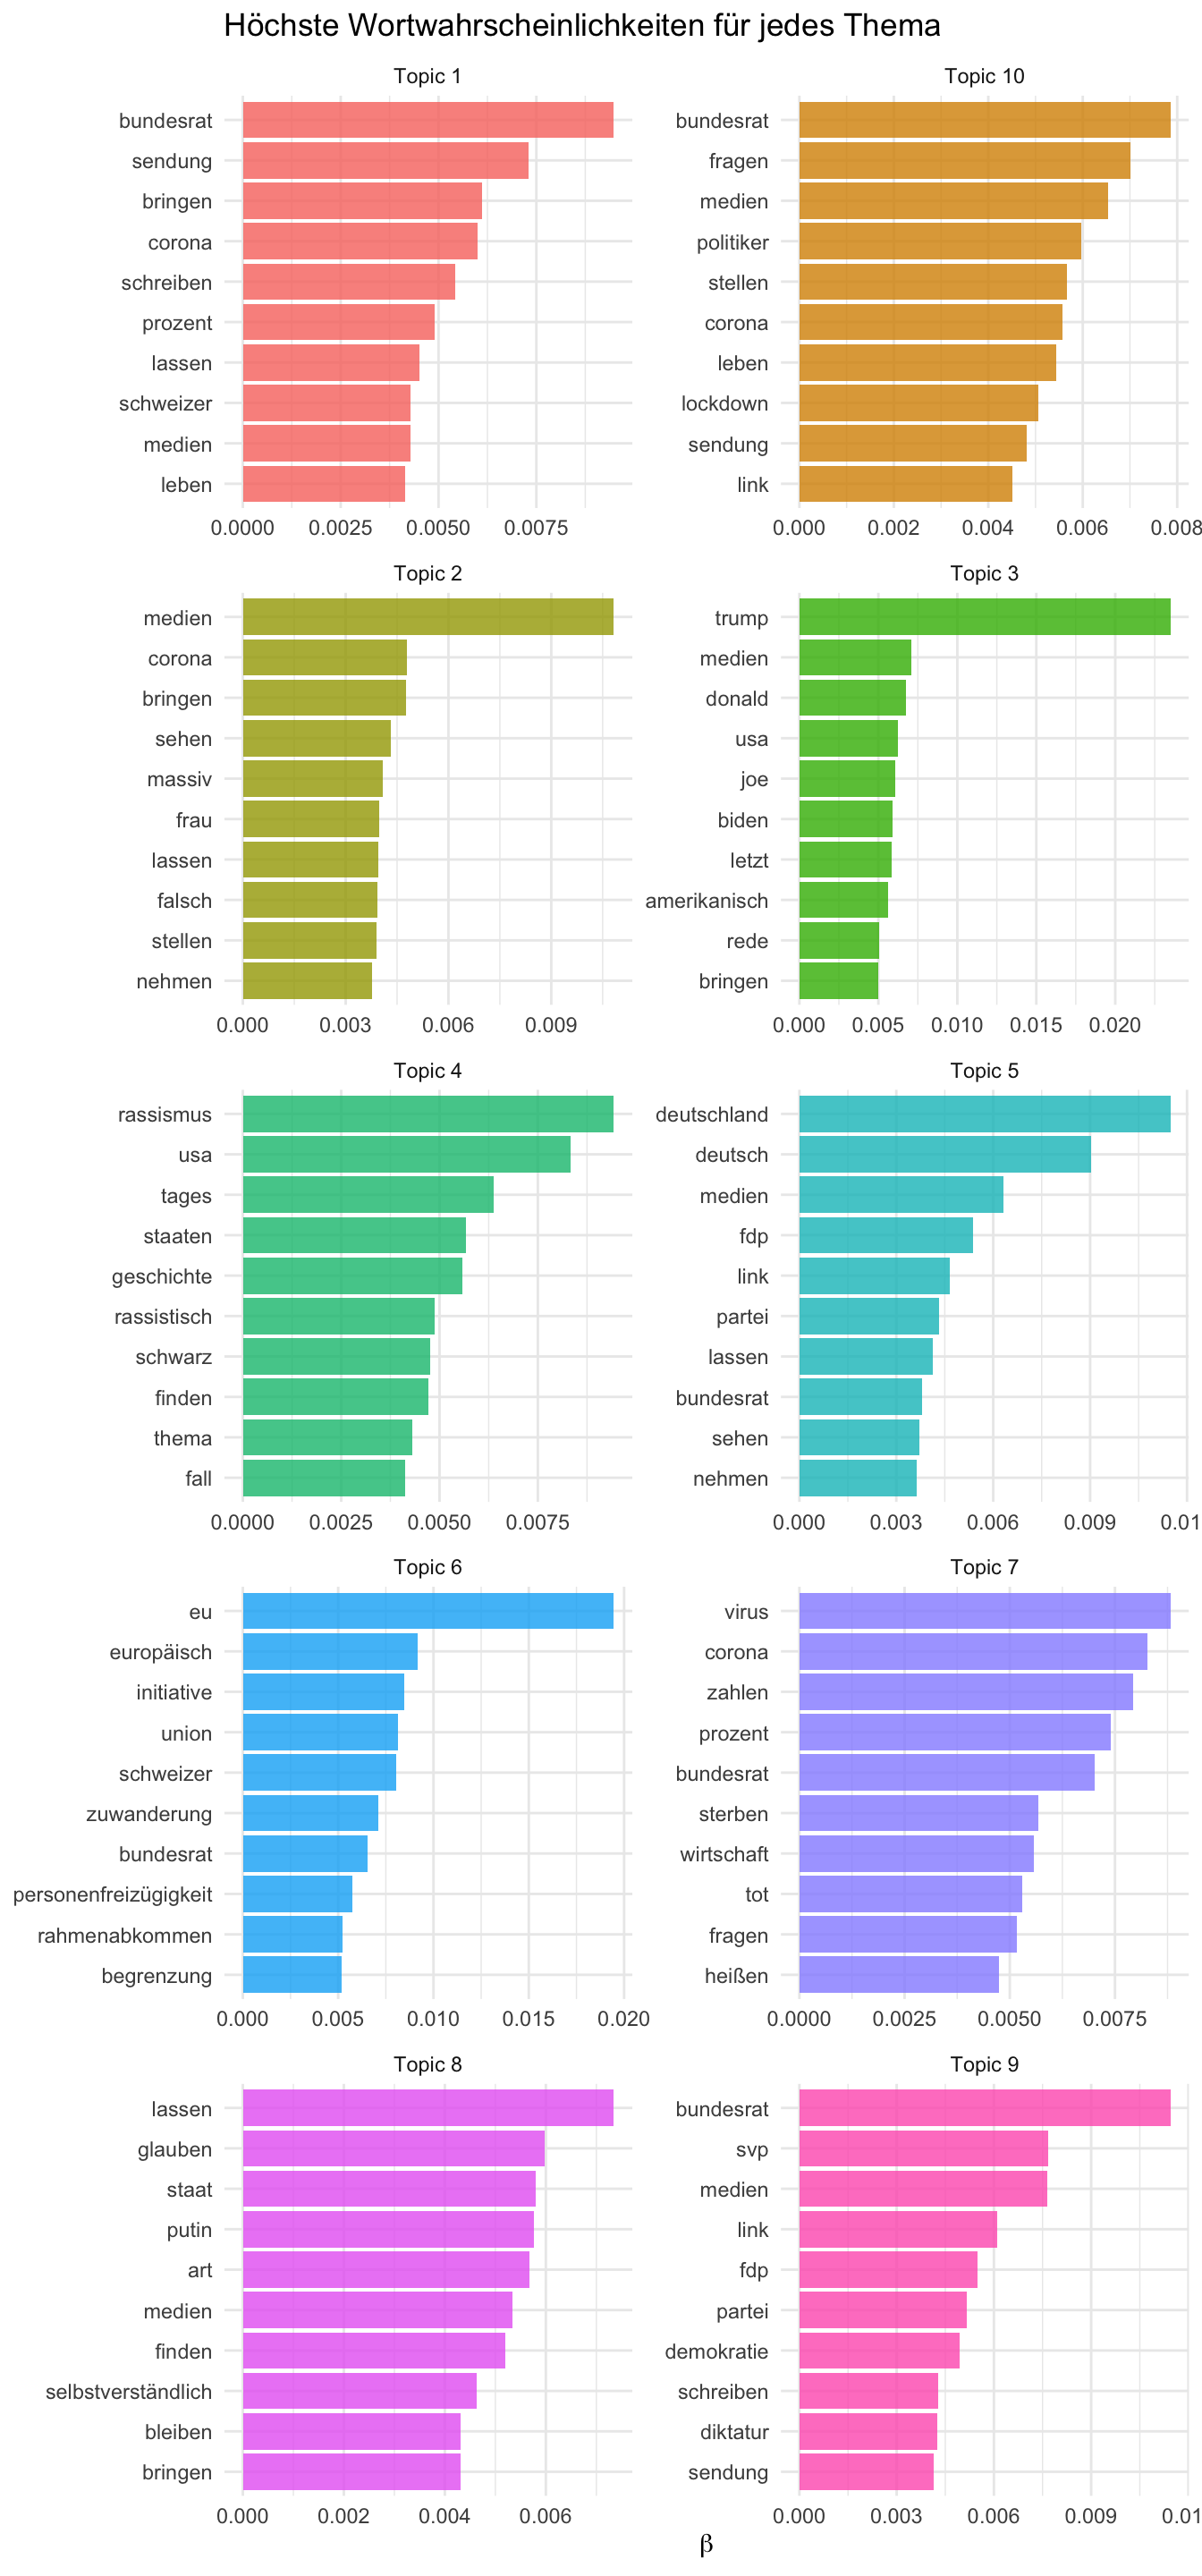 Höchste Wortwahrscheinlichkeiten für jedes Thema
Topic 1
bundesrat
sendung
bringen
corona
schreiben
prozent
lassen
schweizer
medien
leben
0.0000 0.0025 0.0050 0.0075
Topic 10
bundesrat
fragen
medien
politiker
stellen
corona
leben
lockdown
sendung
link
0.000 0.002 0.004 0.006 0.008
Topic 2
medien
corona
bringen
sehen
massiv
frau
lassen
falsch
stellen
nehmen
0.000 0.003 0.006 0.009
Topic 3
trump
medien
donald
usa
joe
biden
letzt
amerikanisch
rede
bringen
0.000 0.005 0.010 0.015 0.020
Topic 4
rassismus
usa
tages
staaten
geschichte
rassistisch
schwarz
finden
thema
fall
0.0000 0.0025 0.0050 0.0075
Topic 5
deutschland
deutsch
medien
fdp
link
partei
lassen
bundesrat
sehen
nehmen
0.000 0.003 0.006 0.009 0.01
Topic 6
eu
europäisch
initiative
union
schweizer
zuwanderung
bundesrat
personenfreizügigkeit
rahmenabkommen
begrenzung
0.000 0.005 0.010 0.015 0.020
Topic 7
virus
corona
zahlen
prozent
bundesrat
sterben
wirtschaft
tot
fragen
heißen
0.0000 0.0025 0.0050 0.0075
Topic 8
lassen
glauben
staat
putin
art
medien
finden
selbstverständlich
bleiben
bringen
0.000 0.002 0.004 0.006
Topic 9
bundesrat
svp
medien
link
fdp
partei
demokratie
schreiben
diktatur
sendung
0.000 0.003 0.006 0.009 0.01
β